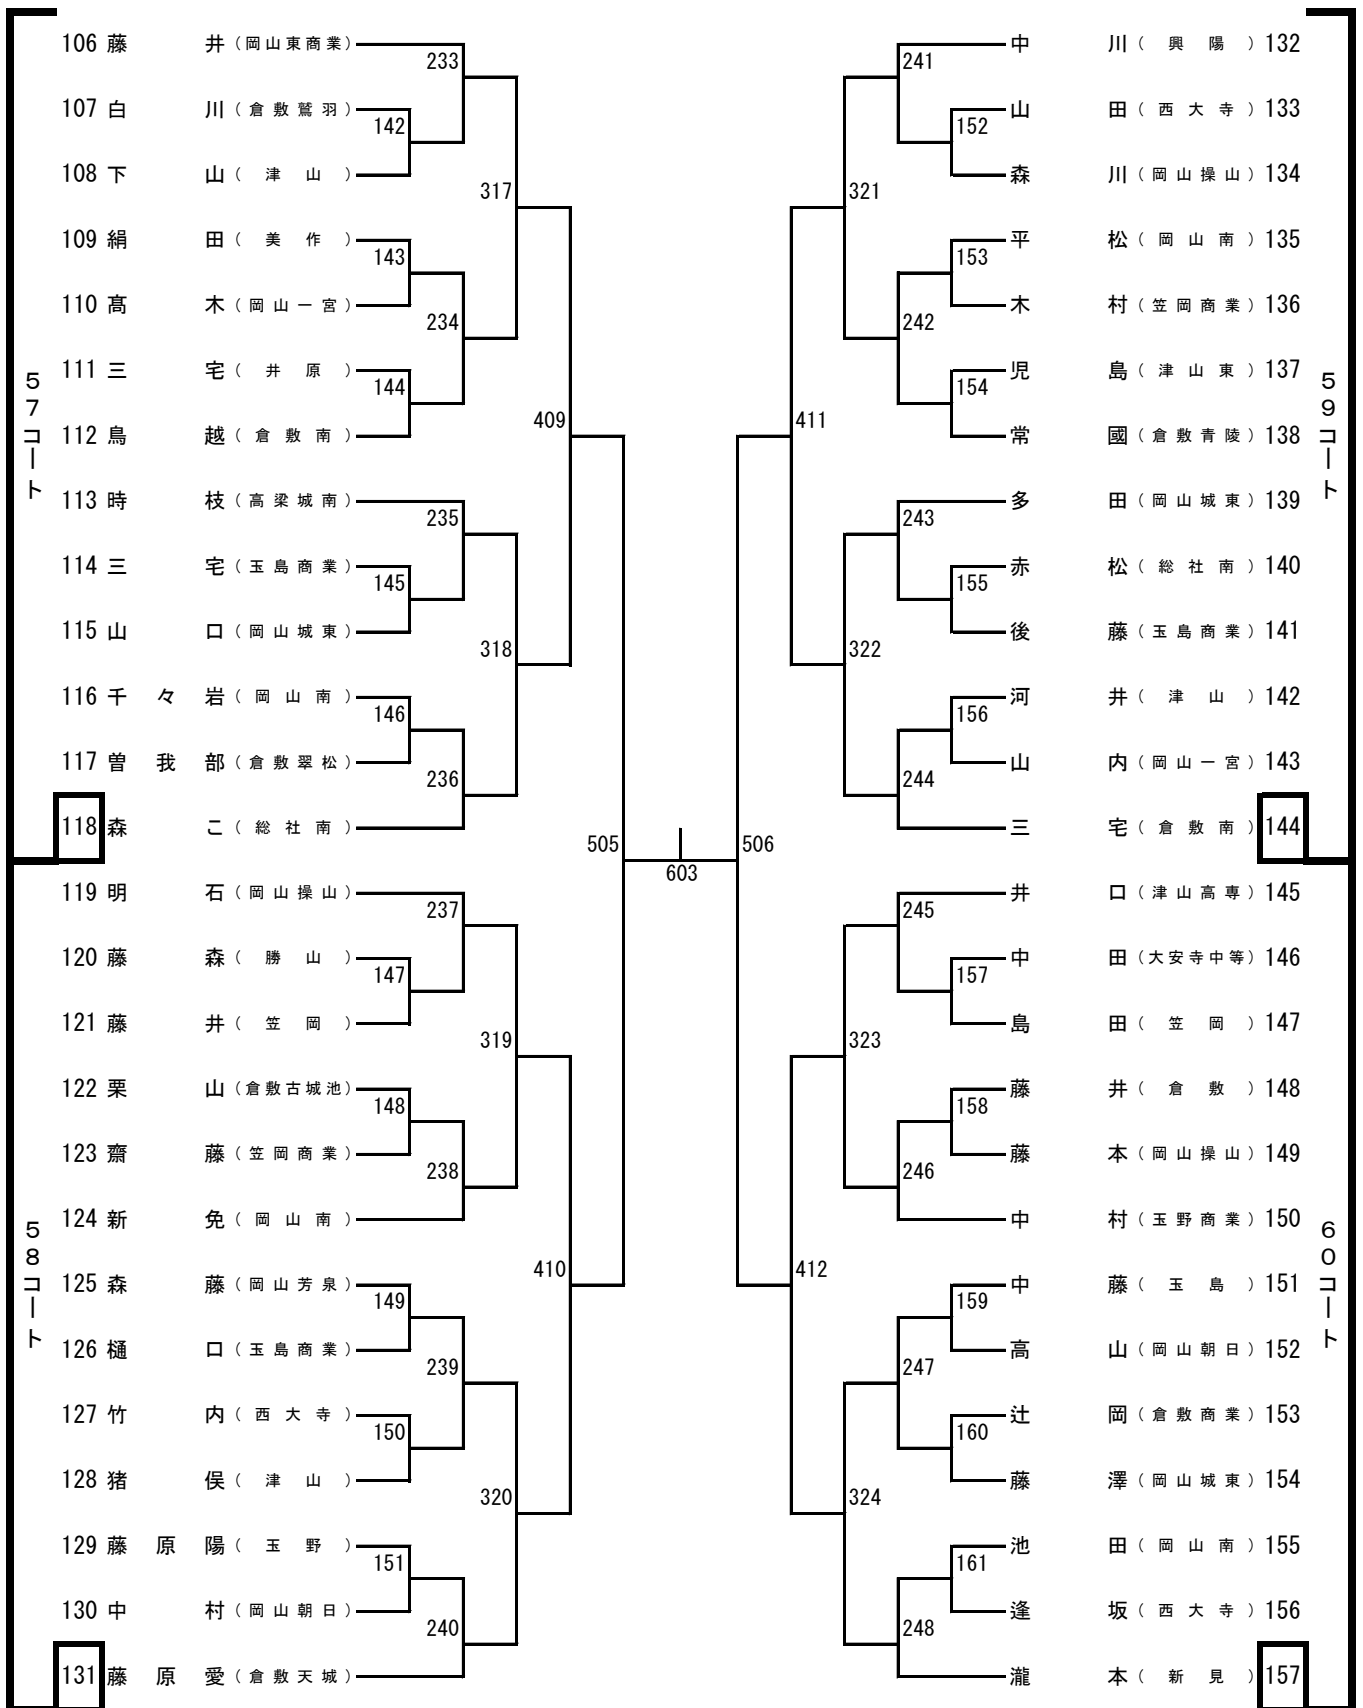 57コート
106 藤井(岡山東商業)
107 白川(倉敷鷲羽)
108 下山(津山)
109 絹田(美作)
110 髙木(岡山一宮)
111 三宅(井原)
112 鳥越(倉敷南)
113 時枝(高梁城南)
114 三宅(玉島商業)
115 山口(岡山城東)
116 千々岩(岡山南)
117 曽我部(倉敷翠松)
118 森こ(総社南)
58コート
119 明石(岡山操山)
120 藤森(勝山)
121 藤井(笠岡)
122 栗山(倉敷古城池)
123 齋藤(笠岡商業)
124 新免(岡山南)
125 森藤(岡山芳泉)
126 樋口(玉島商業)
127 竹内(西大寺)
128 猪俣(津山)
129 藤原陽(玉野)
130 中村(岡山朝日)
131 藤原愛(倉敷天城)
142
143
144
145
146
147
148
149
150
151
233
234
235
236
237
238
239
240
317
318
319
320
409
410
505
603
506
411
412
321
322
323
324
241
242
243
244
245
246
247
248
152
153
154
155
156
157
158
159
160
161
59コート
中川(興陽) 132
山田(西大寺) 133
森川(岡山操山) 134
平松(岡山南) 135
木村(笠岡商業) 136
児島(津山東) 137
常國(倉敷青陵) 138
多田(岡山城東) 139
赤松(総社南) 140
後藤(玉島商業) 141
河井(津山) 142
山内(岡山一宮) 143
三宅(倉敷南) 144
60コート
井口(津山高専) 145
中田(大安寺中等) 146
島田(笠岡) 147
藤井(倉敷) 148
藤本(岡山操山) 149
中村(玉野商業) 150
中藤(玉島) 151
高山(岡山朝日) 152
辻岡(倉敷商業) 153
藤澤(岡山城東) 154
池田(岡山南) 155
逢坂(西大寺) 156
瀧本(新見) 157